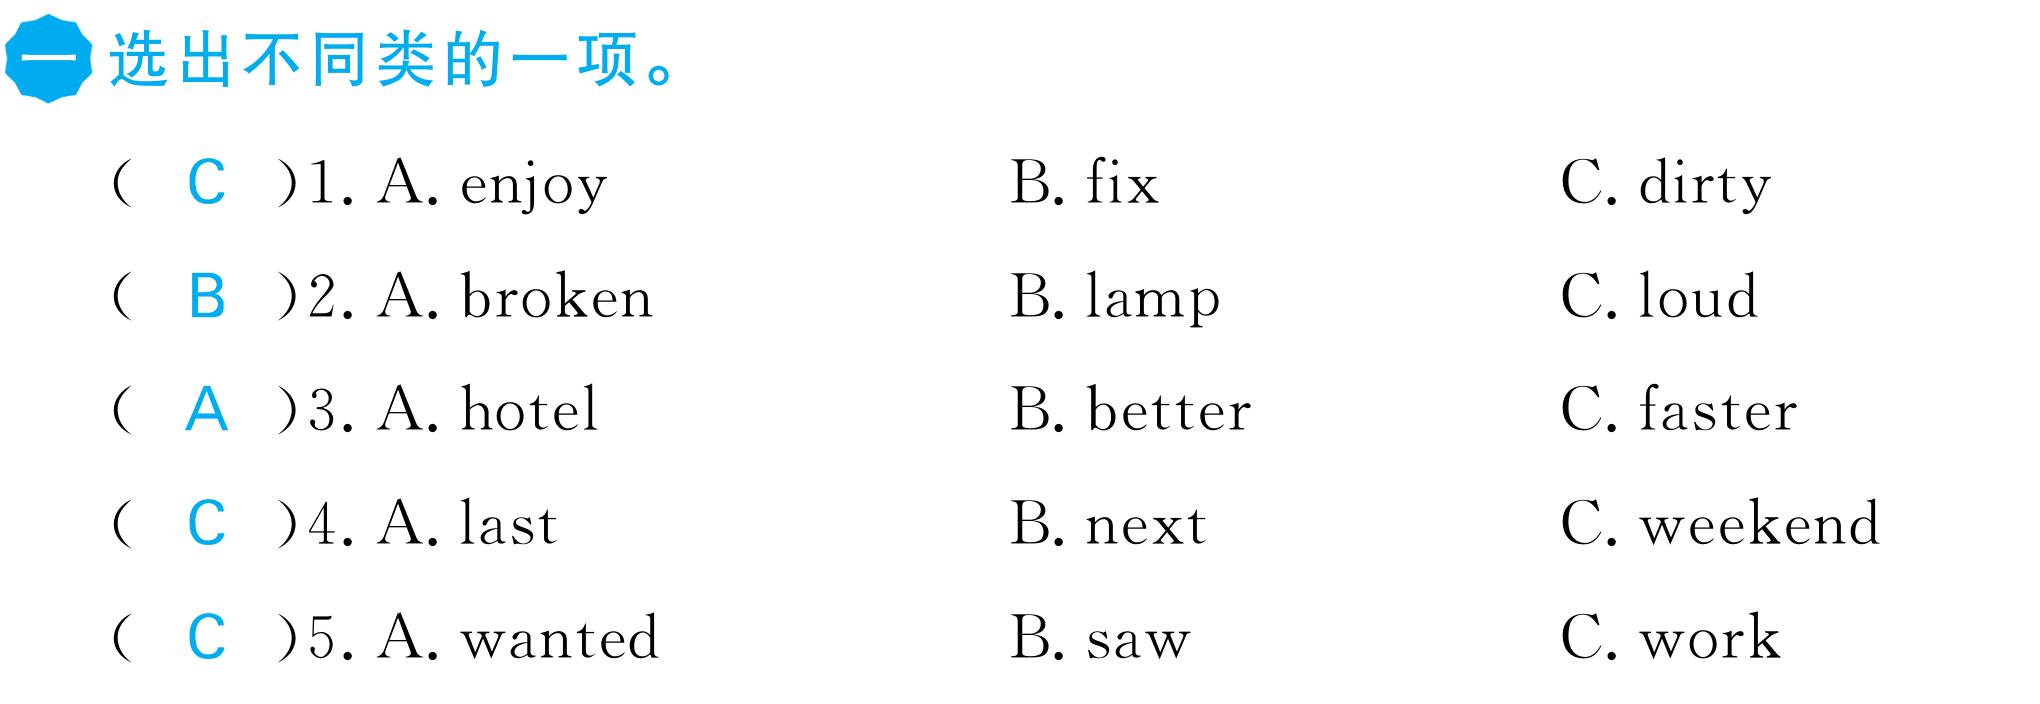 一 选出不同类的一项。
( C )1. A. enjoy B. fix C. dirty
( B )2. A. broken B. lamp C. loud
( A )3. A. hotel B. better C. faster
( C )4. A. last B. next C. weekend
( C )5. A. wanted B. saw C. work